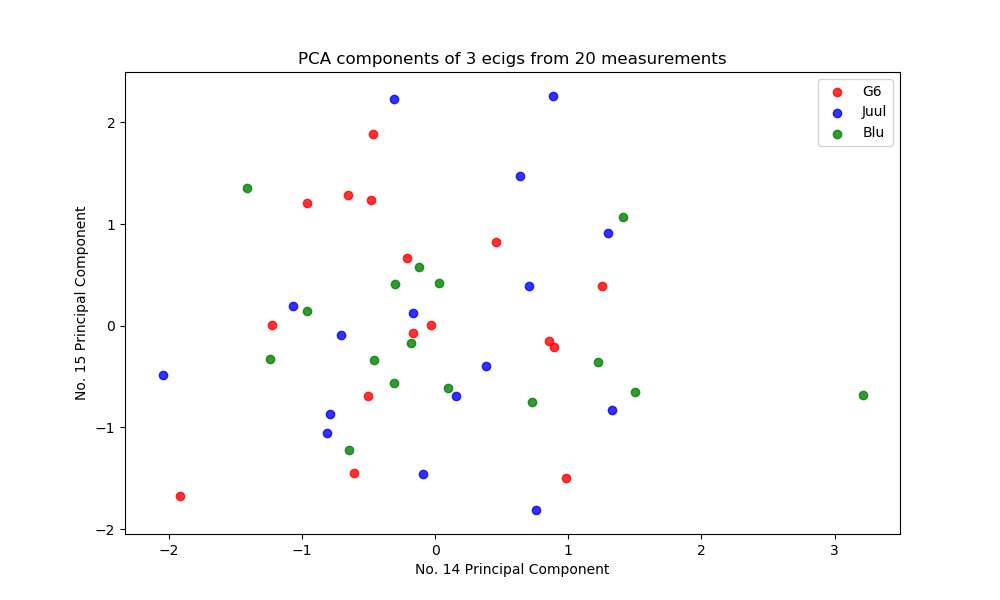 PCA components of 3 ecigs from 20 measurements
G6
Juul
Blu
No. 15 Principal Component
2
1
0
−1
−2
−2 −1 0 1 2 3
No. 14 Principal Component